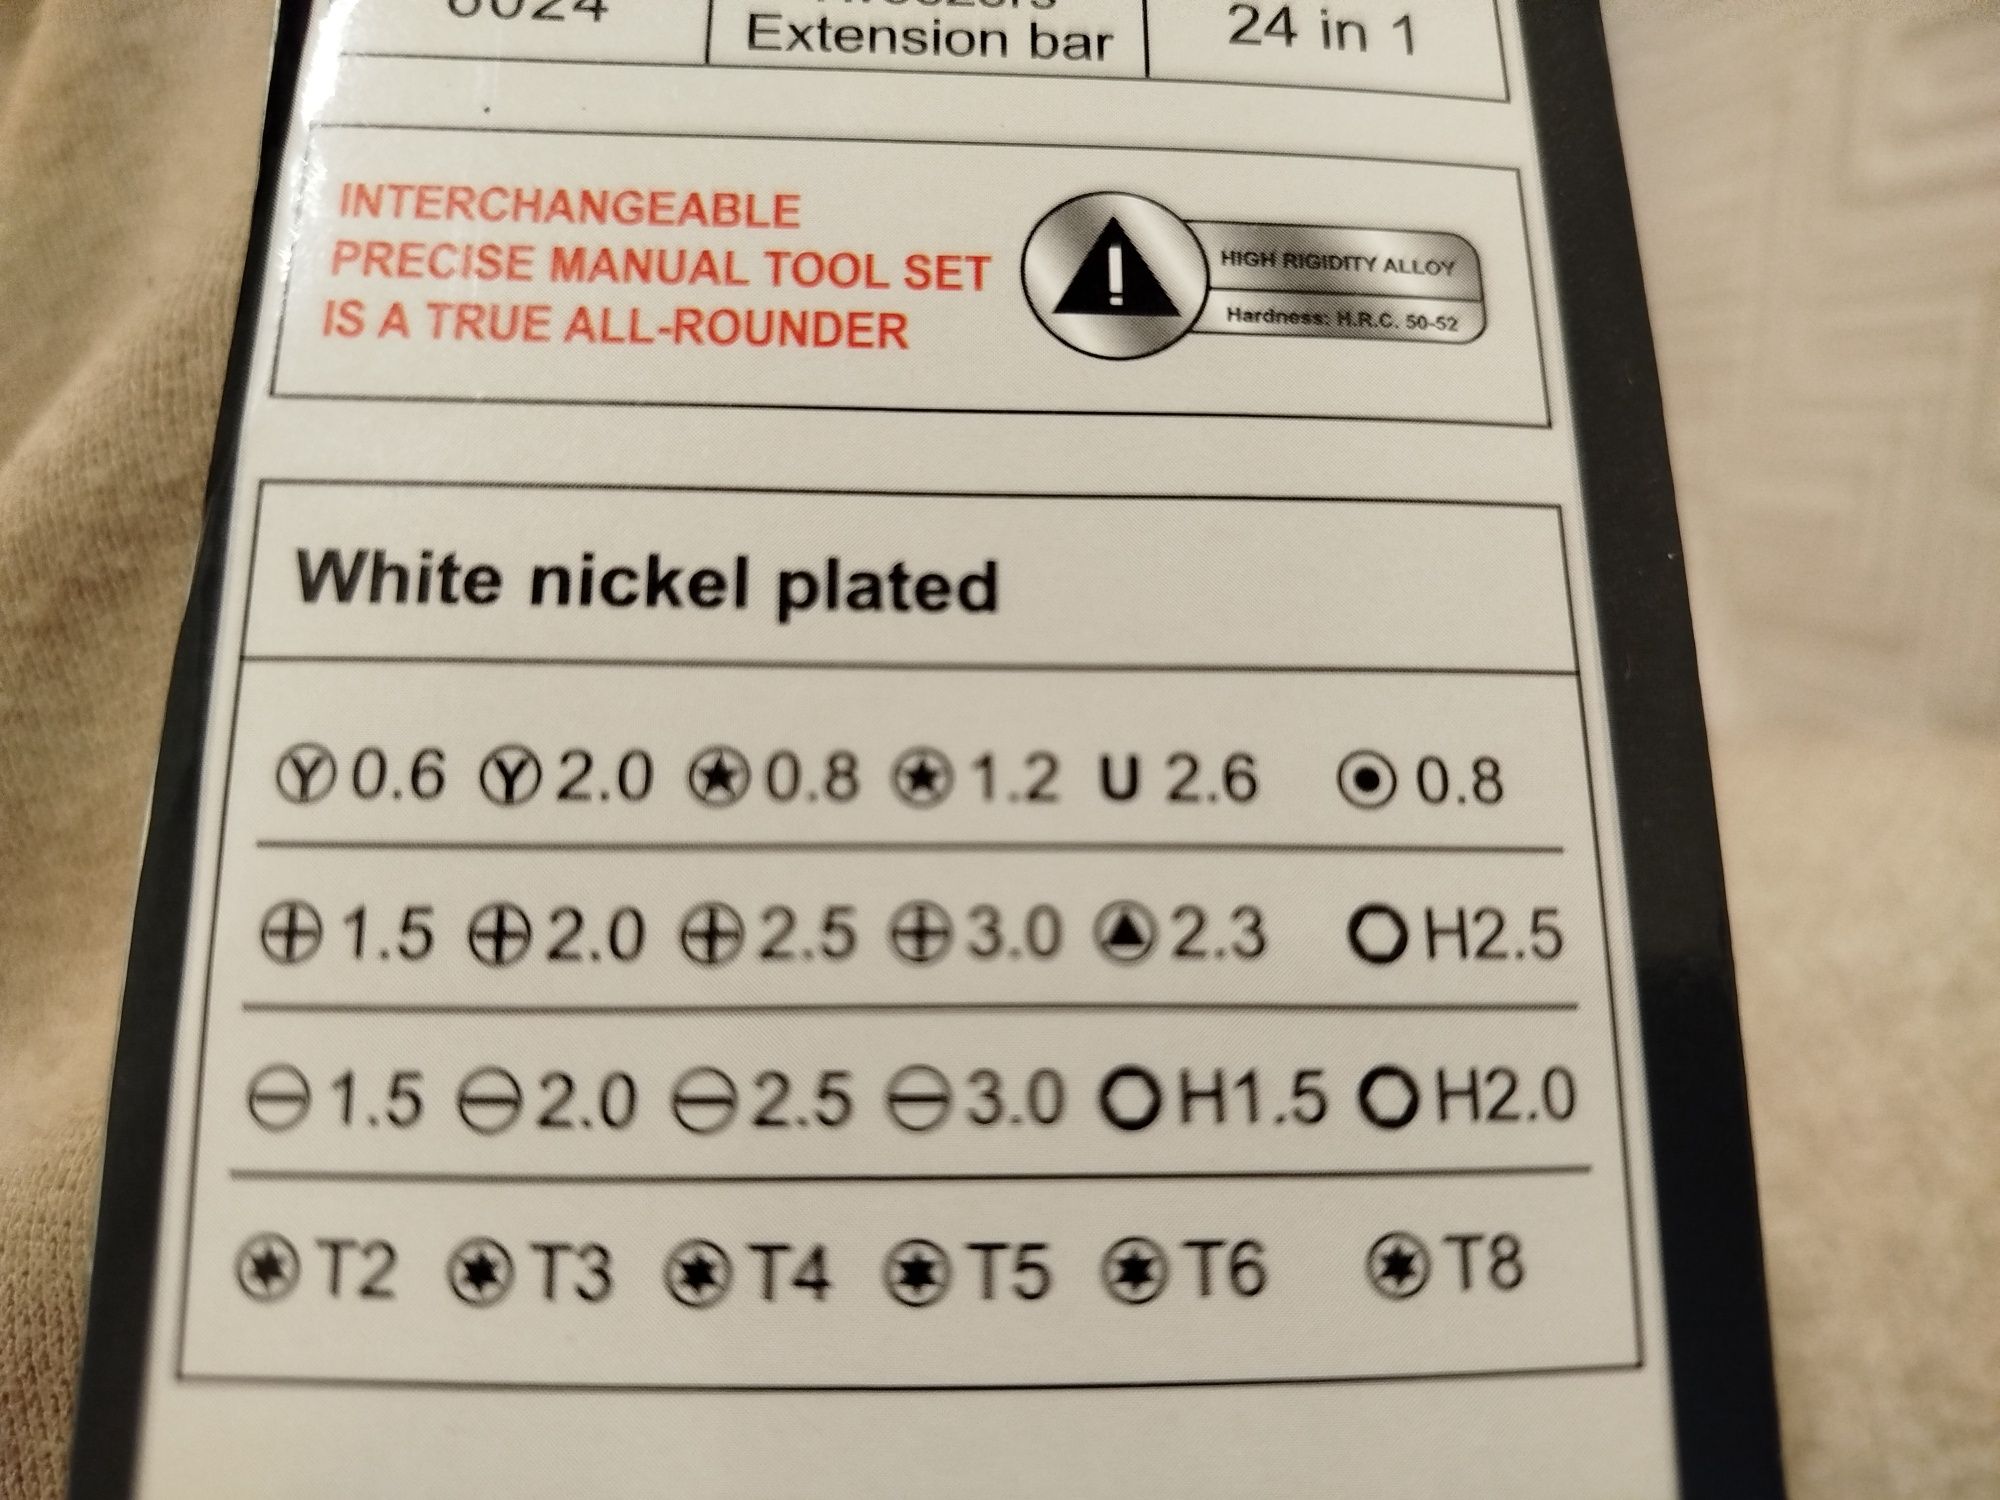 6024
Extension bar
24 in 1
INTERCHANGEABLE
PRECISE MANUAL TOOL SET
IS A TRUE ALL-ROUNDER
!
HIGH RIGIDITY ALLOY
Hardness: H.R.C. 50-52
White nickel plated
Y 0.6 Y 2.0 ★ 0.8 ★ 1.2 U 2.6 0.8
1.5 2.0 2.5 3.0 2.3 H2.5
1.5 2.0 2.5 3.0 H1.5 H2.0
T2 T3 T4 T5 T6 T8